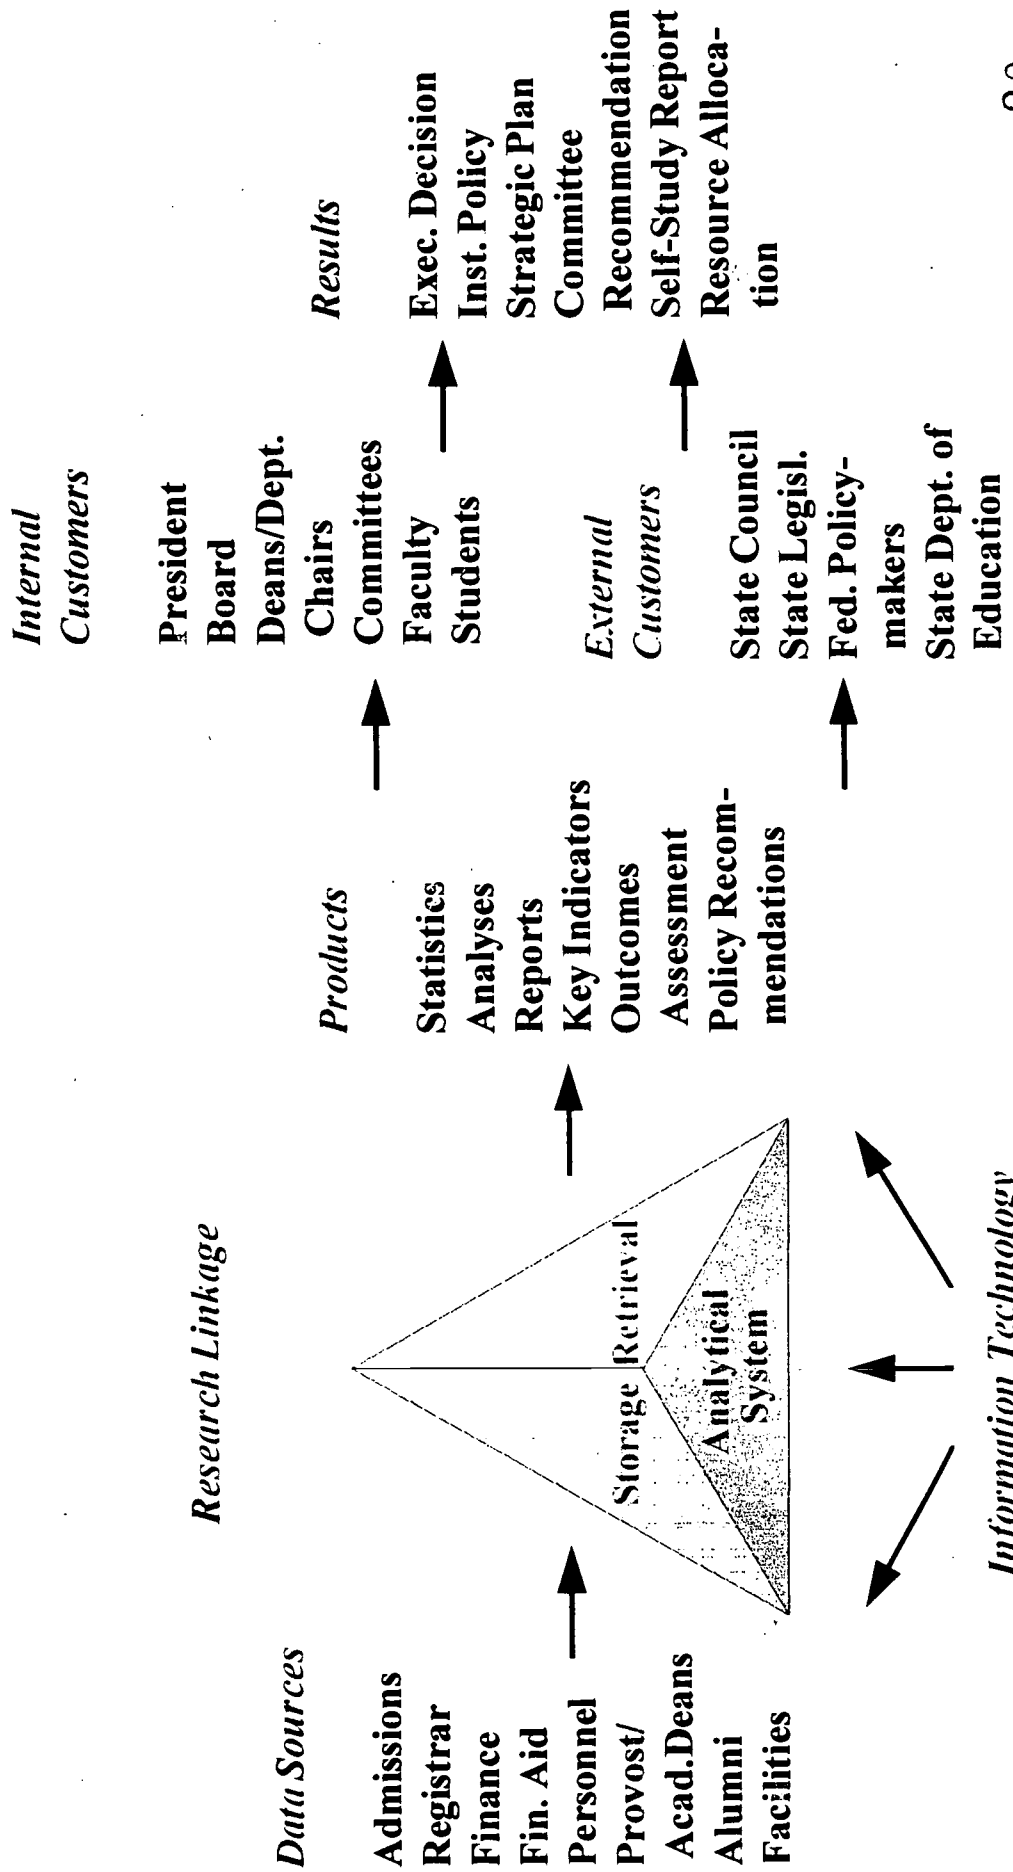 Data Sources
Admissions
Registrar
Finance
Fin. Aid
Personnel
Provost/
Acad.Deans
Alumni
Facilities
Research Linkage
Storage
Retrieval
Analytical
System
Information Technology
Products
Statistics
Analyses
Reports
Key Indicators
Outcomes
Assessment
Policy Recom-
mendations
Internal
Customers
President
Board
Deans/Dept.
Chairs
Committees
Faculty
Students
External
Customers
State Council
State Legisl.
Fed. Policy-
makers
State Dept. of
Education
Results
Exec. Decision
Inst. Policy
Strategic Plan
Committee
Recommendation
Self-Study Report
Resource Alloca-
tion